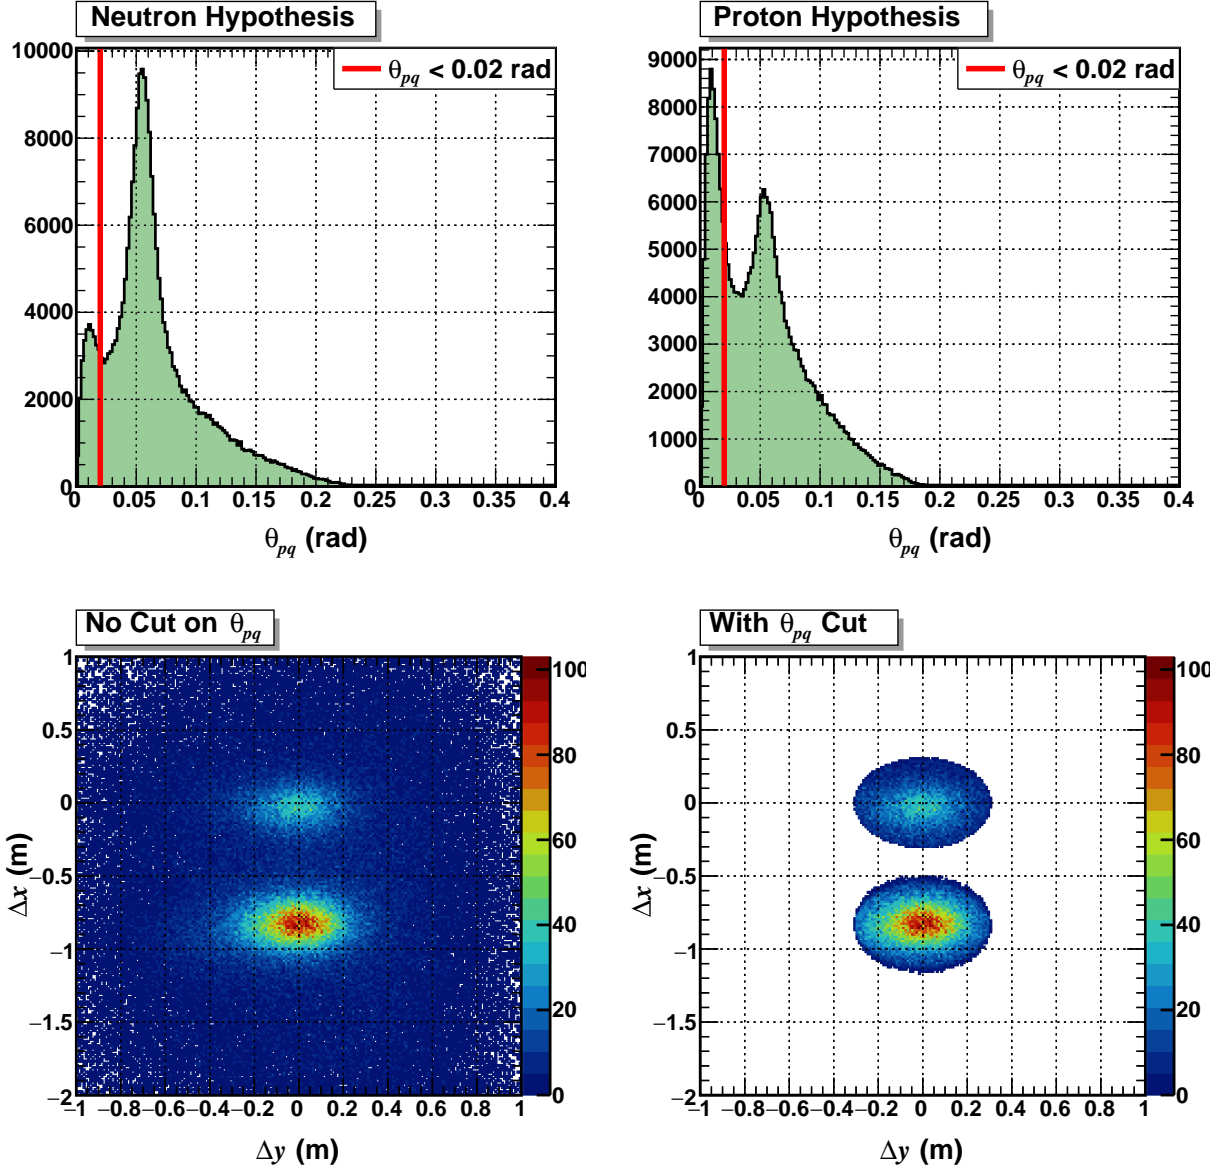 Neutron Hypothesis
θpq < 0.02 rad
10000
8000
6000
4000
2000
0
0 0.05 0.1 0.15 0.2 0.25 0.3 0.35 0.4
θpq (rad)
Proton Hypothesis
θpq < 0.02 rad
9000
8000
7000
6000
5000
4000
3000
2000
1000
0
0 0.05 0.1 0.15 0.2 0.25 0.3 0.35 0.4
θpq (rad)
No Cut on θpq
1
0.5
0
−0.5
−1
−1.5
−2
−1 −0.8 −0.6 −0.4 −0.2 0 0.2 0.4 0.6 0.8 1
Δx (m)
Δy (m)
100
80
60
40
20
0
With θpq Cut
1
0.5
0
−0.5
−1
−1.5
−2
−1 −0.8 −0.6 −0.4 −0.2 0 0.2 0.4 0.6 0.8 1
Δx (m)
Δy (m)
100
80
60
40
20
0